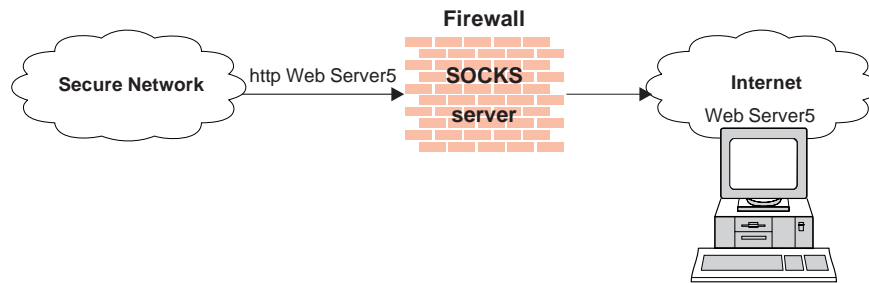 Firewall
Secure Network
http Web Server5
SOCKS
server
Internet
Web Server5